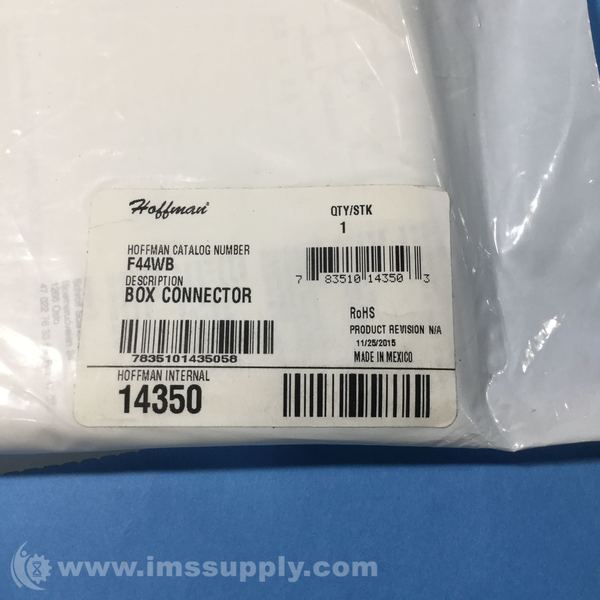 Hoffman
QTY/STK
1
HOFFMAN CATALOG NUMBER
F44WB
DESCRIPTION
BOX CONNECTOR
7 83510 14350 3
RoHS
PRODUCT REVISION N/A
11/25/2015
MADE IN MEXICO
7835101435058
HOFFMAN INTERNAL
14350
www.imssupply.com